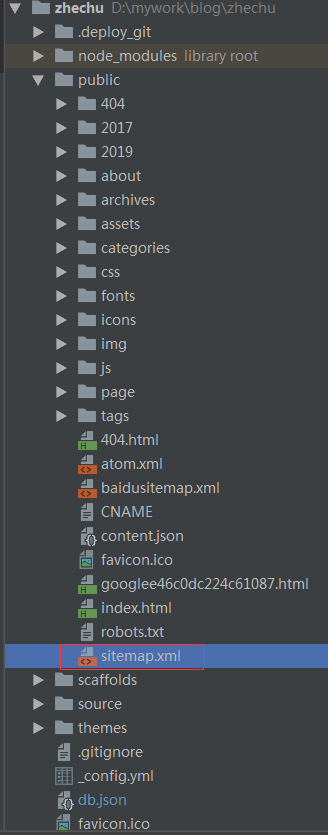 zhechu D:\mywork\blog\zhechu
.deploy_git
node_modules library root
public
404
2017
2019
about
archives
assets
categories
css
fonts
icons
img
js
page
tags
404.html
atom.xml
baidusitemap.xml
CNAME
content.json
favicon.ico
googlee46c0dc224c61087.html
index.html
robots.txt
sitemap.xml
scaffolds
source
themes
.gitignore
_config.yml
db.json
favicon.ico